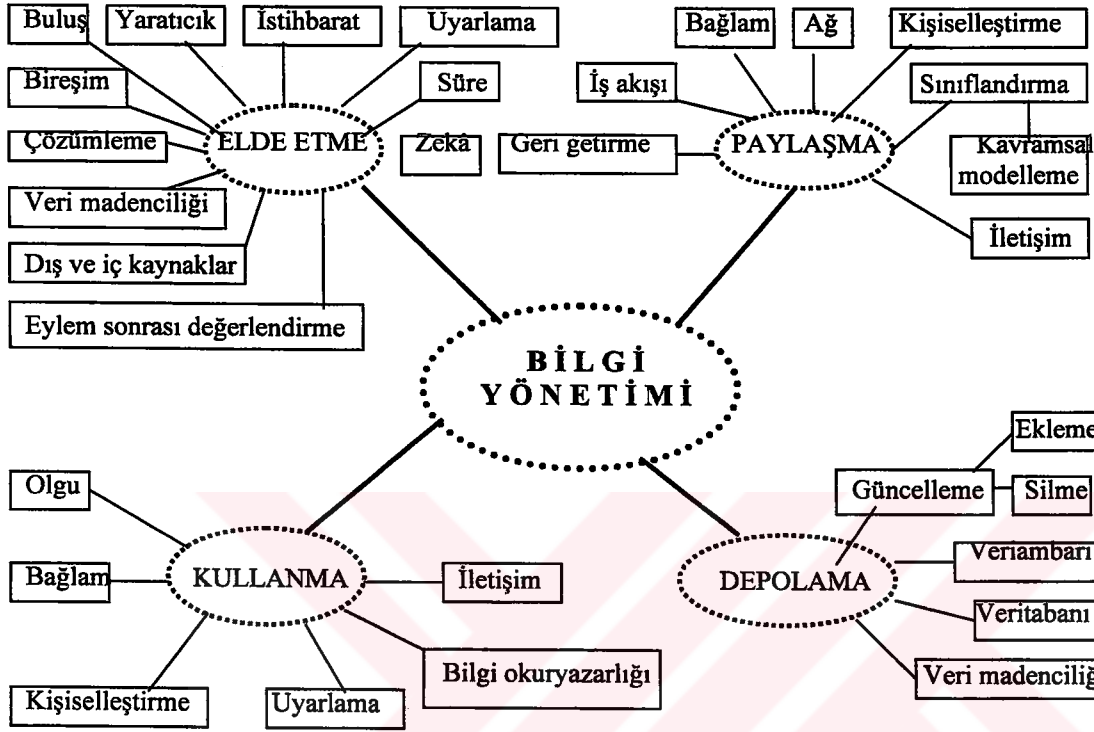 Buluş
Yaratıcık
İstihbarat
Uyarlama
Bireşim
Süre
Çözümleme
ELDE ETME
Zekâ
Veri madenciliği
Dış ve iç kaynaklar
Eylem sonrası değerlendirme
Bağlam
Ağ
Kişiselleştirme
İş akışı
Sınıflandırma
Geri getirme
PAYLAŞMA
Kavramsal
modelleme
İletişim
BİLGİ
YÖNETİMİ
Olgu
Bağlam
KULLANMA
İletişim
Kişiselleştirme
Uyarlama
Bilgi okuryazarlığı
Ekleme
Güncelleme
Silme
Veriambarı
DEPOLAMA
Veritabanı
Veri madenciliğ